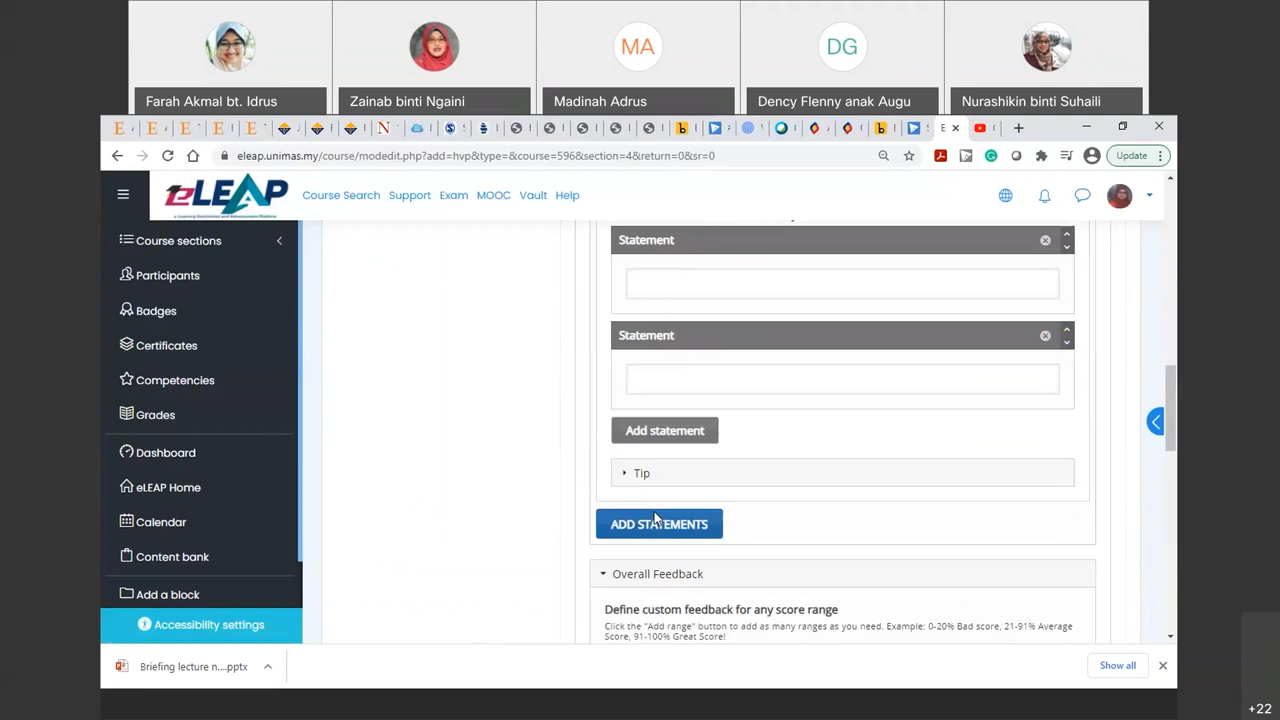 MA
DG
Farah Akmal bt. Idrus
Zainab binti Ngaini
Madinah Adrus
Dency Flenny anak Augu
Nurashikin binti Suhaili
eleap.unimas.my/course/modedit.php?add=hvp&type=&course=596&section=4&return=0&sr=0
Update
eLEAP
e-Learning Enrichment and Advancement Platform
Course Search
Support
Exam
MOOC
Vault
Help
Course sections
Participants
Badges
Certificates
Competencies
Grades
Dashboard
eLEAP Home
Calendar
Content bank
Add a block
Accessibility settings
Statement
Statement
Add statement
Tip
ADD STATEMENTS
Overall Feedback
Define custom feedback for any score range
Click the "Add range" button to add as many ranges as you need. Example: 0-20% Bad score, 21-91% Average
Score, 91-100% Great Score!
Briefing lecture n....pptx
Show all
+22